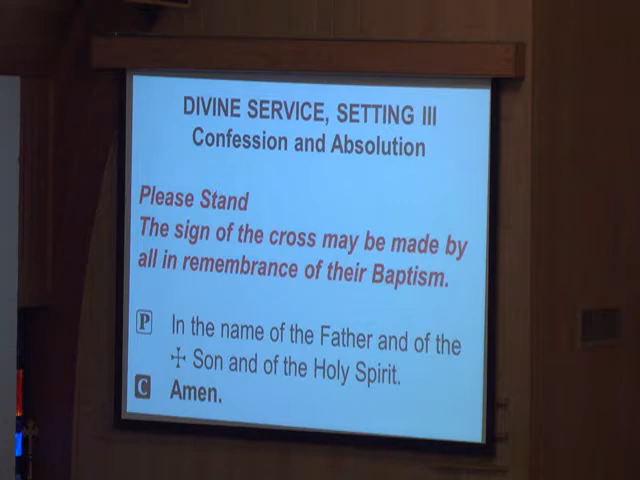 DIVINE SERVICE, SETTING III
Confession and Absolution
Please Stand
The sign of the cross may be made by
all in remembrance of their Baptism.
P In the name of the Father and of the
☩ Son and of the Holy Spirit.
C Amen.